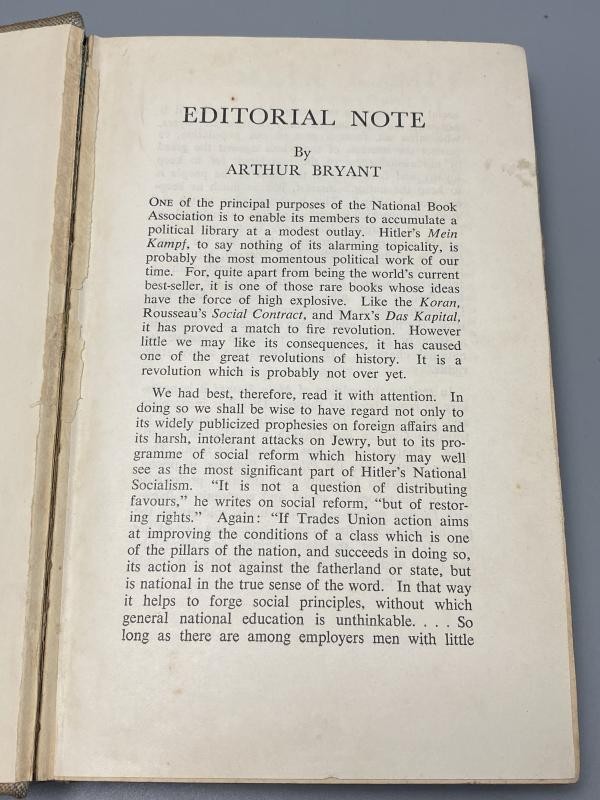 EDITORIAL NOTE
By
ARTHUR BRYANT
ONE of the principal purposes of the National Book
Association is to enable its members to accumulate a
political library at a modest outlay. Hitler's Mein
Kampf, to say nothing of its alarming topicality, is
probably the most momentous political work of our
time. For, quite apart from being the world's current
best-seller, it is one of those rare books whose ideas
have the force of high explosive. Like the Koran,
Rousseau's Social Contract, and Marx's Das Kapital,
it has proved a match to fire revolution. However
little we may like its consequences, it has caused
one of the great revolutions of history. It is a
revolution which is probably not over yet.
We had best, therefore, read it with attention. In
doing so we shall be wise to have regard not only to
its widely publicized prophesies on foreign affairs and
its harsh, intolerant attacks on Jewry, but to its pro-
gramme of social reform which history may well
see as the most significant part of Hitler's National
Socialism. "It is not a question of distributing
favours," he writes on social reform, "but of restor-
ing rights." Again: "If Trades Union action aims
at improving the conditions of a class which is one
of the pillars of the nation, and succeeds in doing so,
its action is not against the fatherland or state, but
is national in the true sense of the word. In that way
it helps to forge social principles, without which
general national education is unthinkable. . . . So
long as there are among employers men with little